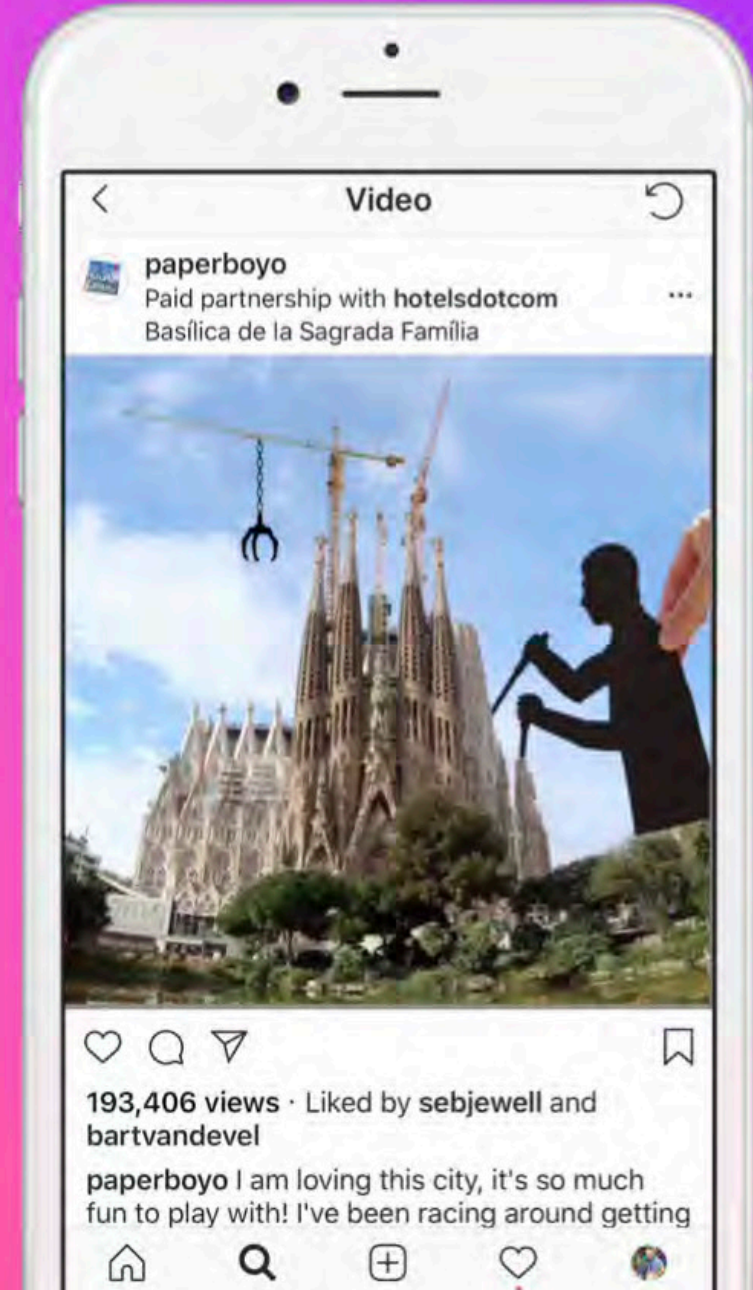 Video
paperboyo
Paid partnership with hotelsdotcom
Basílica de la Sagrada Família
193,406 views · Liked by sebjewell and
bartvandevel
paperboyo I am loving this city, it's so much
fun to play with! I've been racing around getting